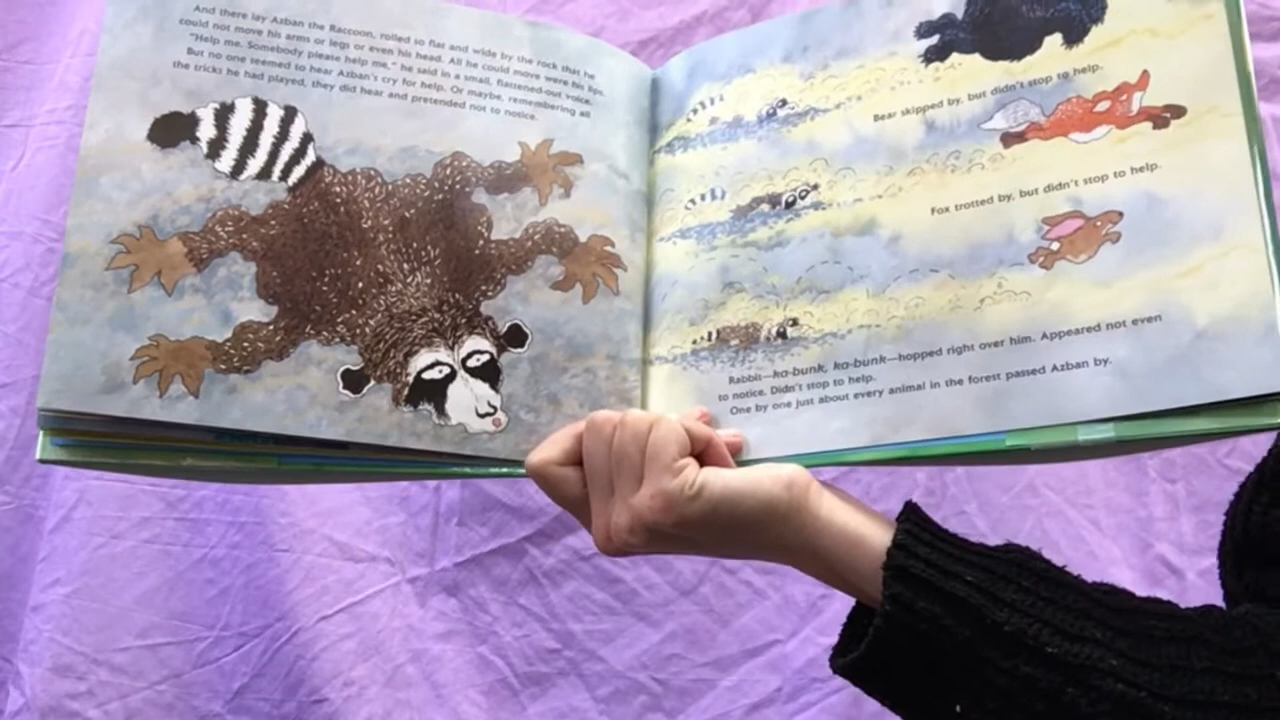 And there lay Azban the Raccoon, rolled so flat and wide by the rock that he
could not move his arms or legs or even his head. All he could move were his lips.
"Help me. Somebody please help me," he said in a small, flattened-out voice.
But no one seemed to hear Azban's cry for help. Or maybe, remembering all
the tricks he had played, they did hear and pretended not to notice.
Bear skipped by, but didn't stop to help.
Fox trotted by, but didn't stop to help.
Rabbit—ka-bunk, ka-bunk—hopped right over him. Appeared not even
to notice. Didn't stop to help.
One by one just about every animal in the forest passed Azban by.